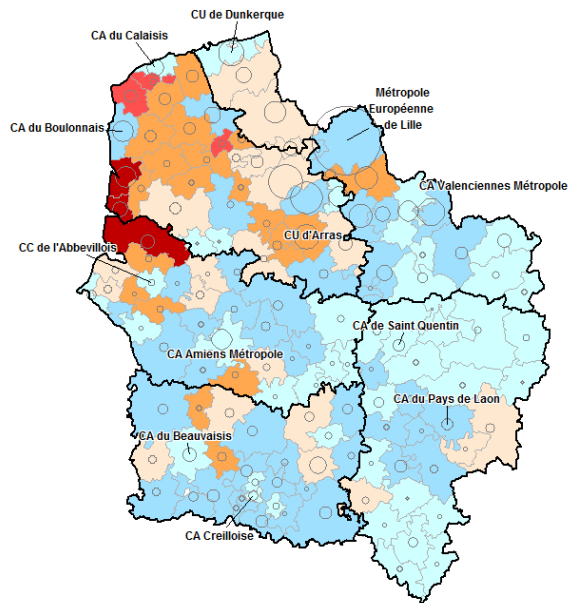 CU de Dunkerque
CA du Calaisis
Métropole
Européenne
de Lille
CA du Boulonnais
CA Valenciennes Métropole
CU d'Arras
CC de l'Abbevillois
CA de Saint Quentin
CA Amiens Métropole
CA du Pays de Laon
CA du Beauvaisis
CA Creilloise